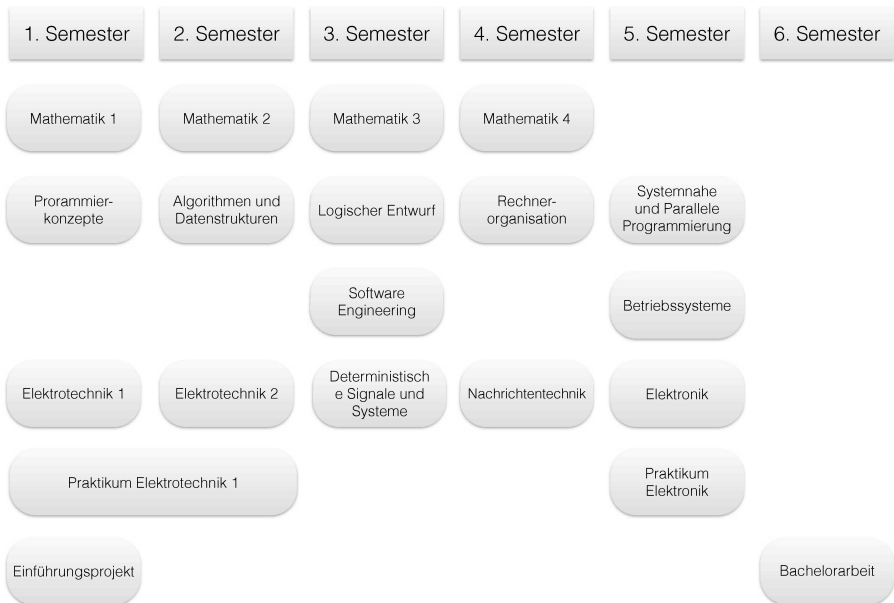 1. Semester
2. Semester
3. Semester
4. Semester
5. Semester
6. Semester
Mathematik 1
Mathematik 2
Mathematik 3
Mathematik 4
Prorammier-
konzepte
Algorithmen und
Datenstrukturen
Logischer Entwurf
Rechner-
organisation
Systemnahe
und Parallele
Programmierung
Software
Engineering
Betriebssysteme
Elektrotechnik 1
Elektrotechnik 2
Deterministisch
e Signale und
Systeme
Nachrichtentechnik
Elektronik
Praktikum Elektrotechnik 1
Praktikum
Elektronik
Einführungsprojekt
Bachelorarbeit